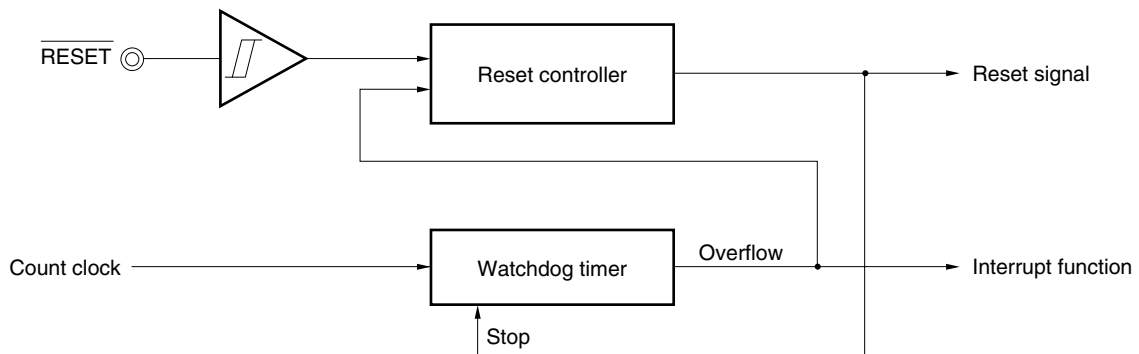 RESET
Reset controller
Reset signal
Count clock
Watchdog timer
Overflow
Interrupt function
Stop